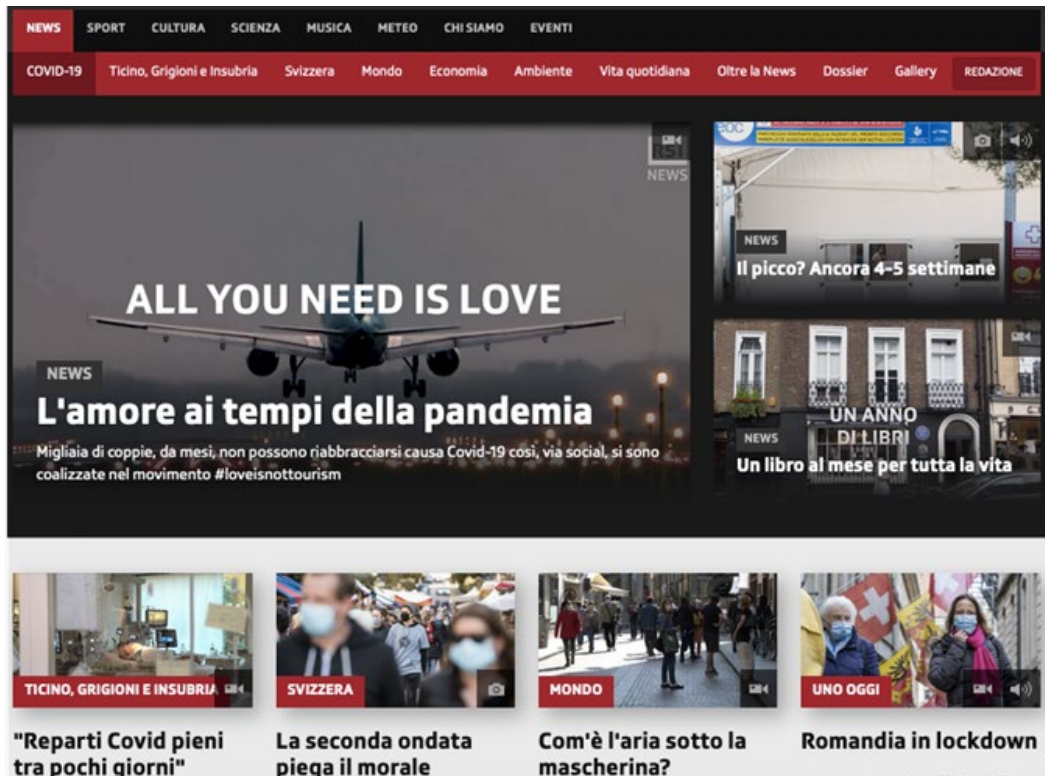 NEWS SPORT CULTURA SCIENZA MUSICA METEO CHI SIAMO EVENTI
COVID-19 Ticino, Grigioni e Insubria Svizzera Mondo Economia Ambiente Vita quotidiana Oltre la News Dossier Gallery REDAZIONE
RSI
NEWS
ALL YOU NEED IS LOVE
NEWS
L'amore ai tempi della pandemia
Migliaia di coppie, da mesi, non possono riabbracciarsi causa Covid-19 così, via social, si sono
coalizzate nel movimento #loveisnottourism
eoc
NEWS
Il picco? Ancora 4-5 settimane
UN ANNO
DI LIBRI
NEWS
Un libro al mese per tutta la vita
TICINO, GRIGIONI E INSUBRIA
"Reparti Covid pieni
tra pochi giorni"
SVIZZERA
La seconda ondata
piega il morale
MONDO
Com'è l'aria sotto la
mascherina?
UNO OGGI
Romandia in lockdown